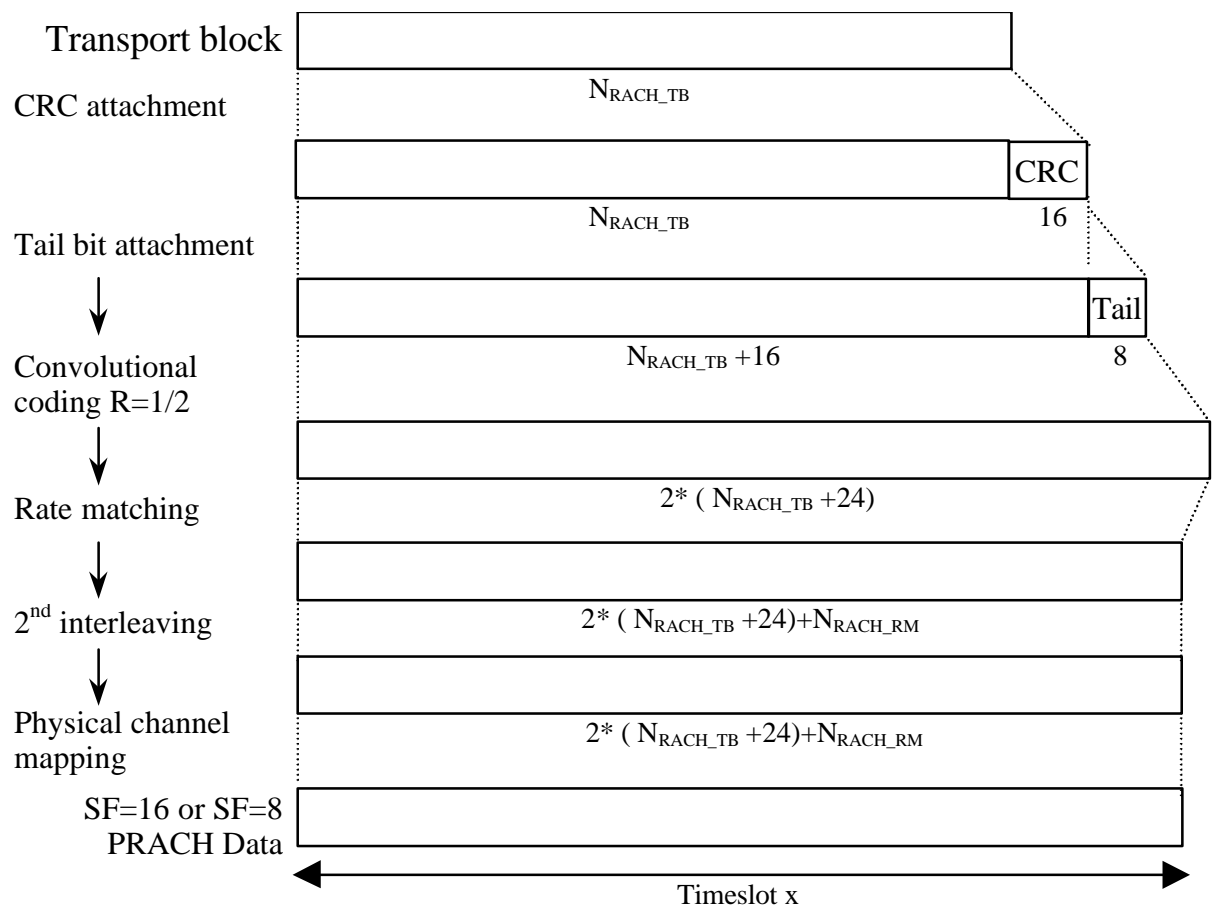 Transport block
N_RACH_TB
CRC attachment
CRC
N_RACH_TB
16
Tail bit attachment
Tail
N_RACH_TB +16
8
Convolutional
coding R=1/2
2* ( N_RACH_TB +24)
Rate matching
2* ( N_RACH_TB +24)+N_RACH_RM
2nd interleaving
2* ( N_RACH_TB +24)+N_RACH_RM
Physical channel
mapping
SF=16 or SF=8
PRACH Data
Timeslot x